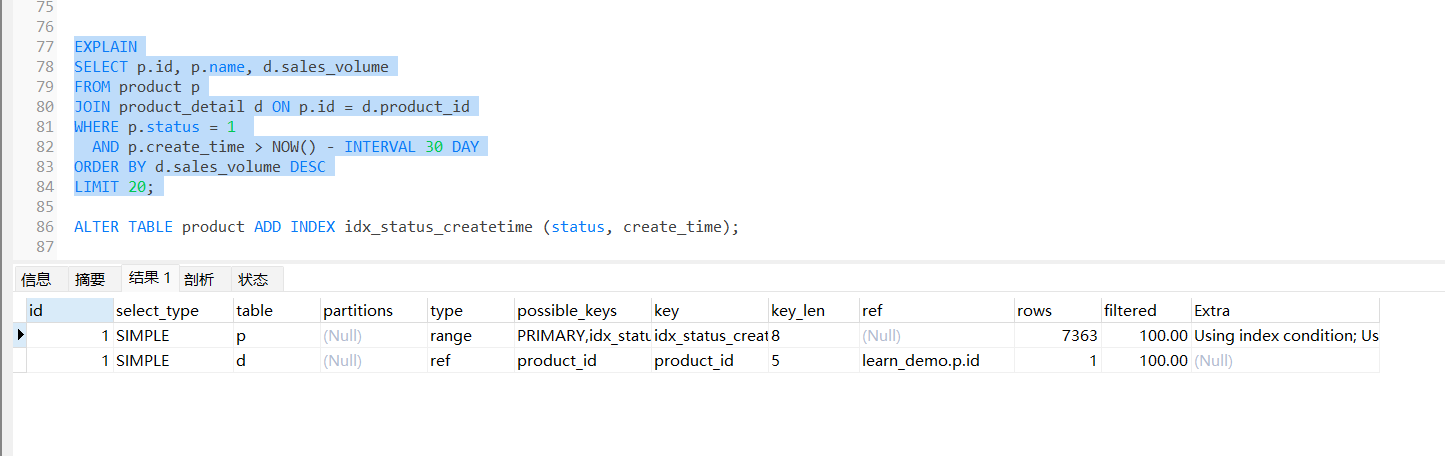 75
76
77 EXPLAIN
78 SELECT p.id, p.name, d.sales_volume
79 FROM product p
80 JOIN product_detail d ON p.id = d.product_id
81 WHERE p.status = 1
82 AND p.create_time > NOW() - INTERVAL 30 DAY
83 ORDER BY d.sales_volume DESC
84 LIMIT 20;
85
86 ALTER TABLE product ADD INDEX idx_status_createtime (status, create_time);
87
信息 摘要 结果 1 剖析 状态
id select_type table partitions type possible_keys key key_len ref rows filtered Extra
1 SIMPLE p (Null) range PRIMARY,idx_statu idx_status_creat 8 (Null) 7363 100.00 Using index condition; Us
1 SIMPLE d (Null) ref product_id product_id 5 learn_demo.p.id 1 100.00 (Null)